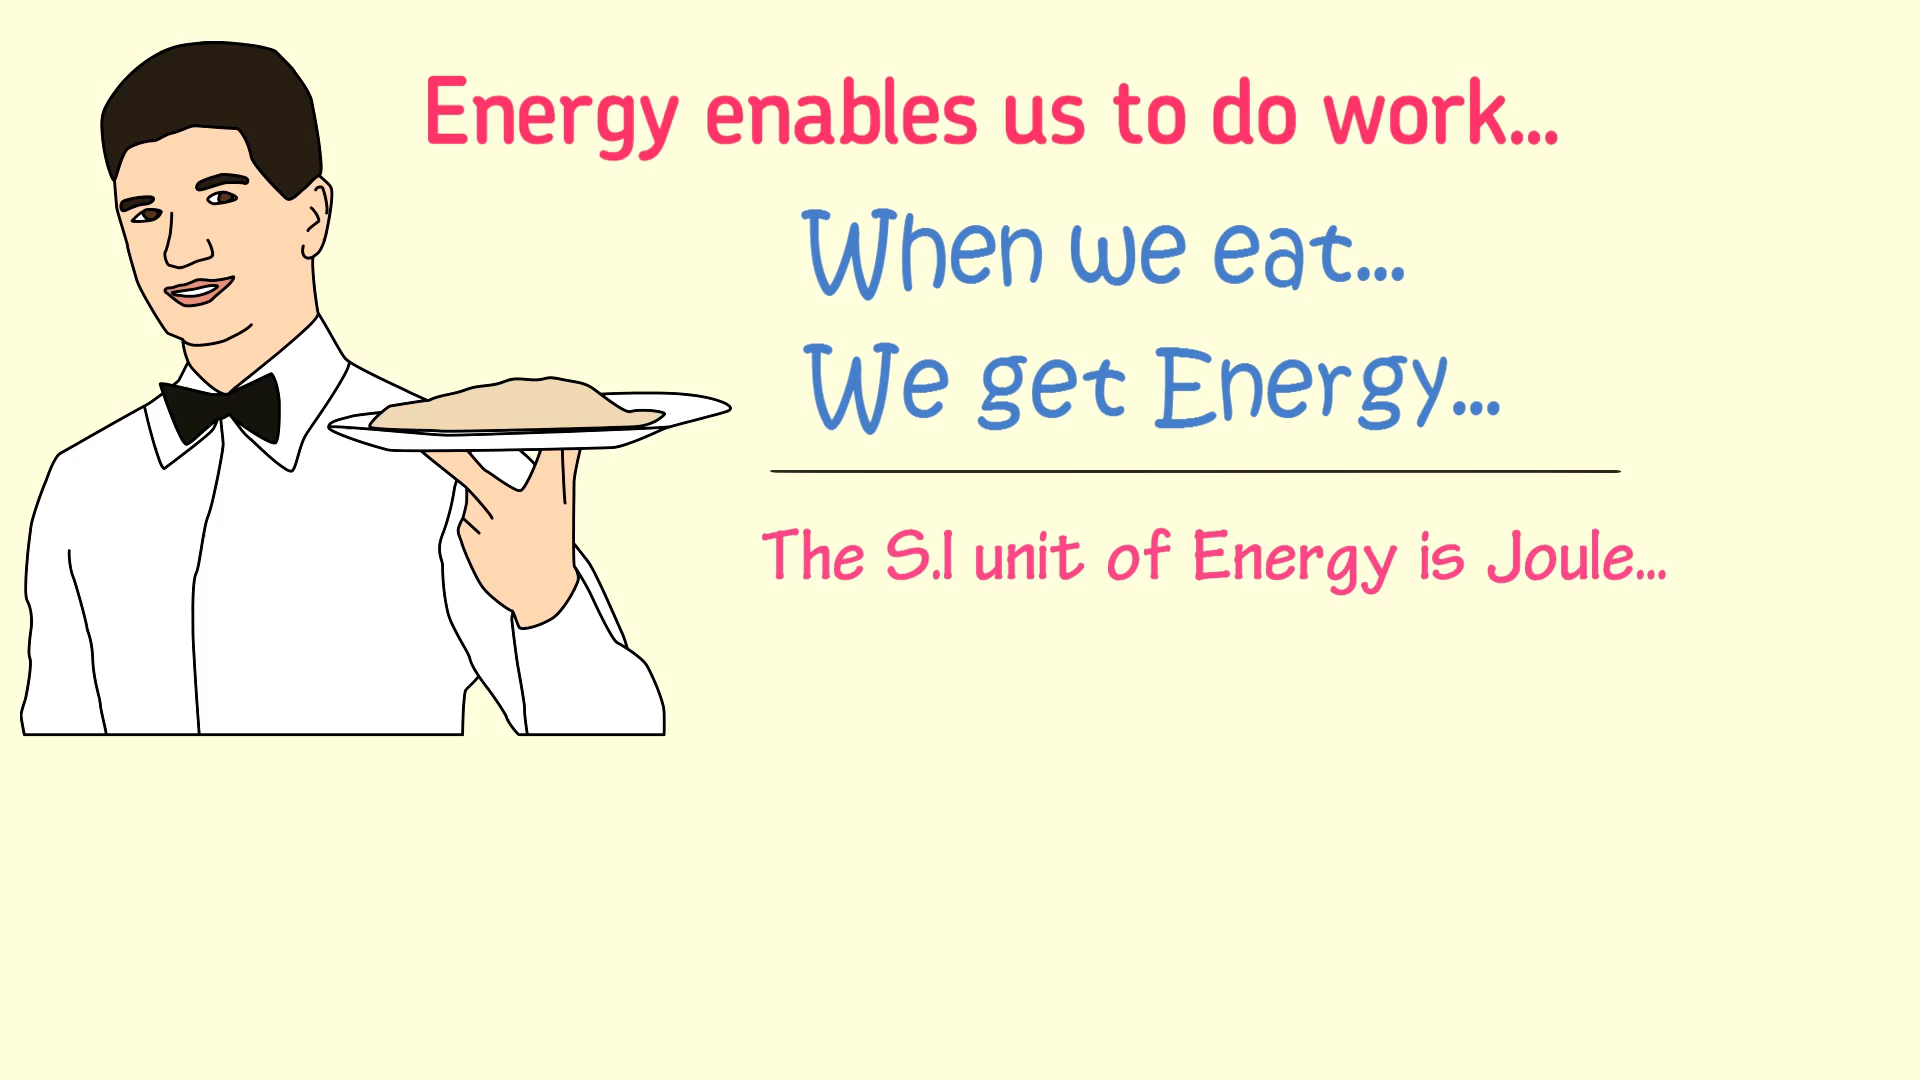 Energy enables us to do work...
When we eat...
We get Energy...
The S.I unit of Energy is Joule...